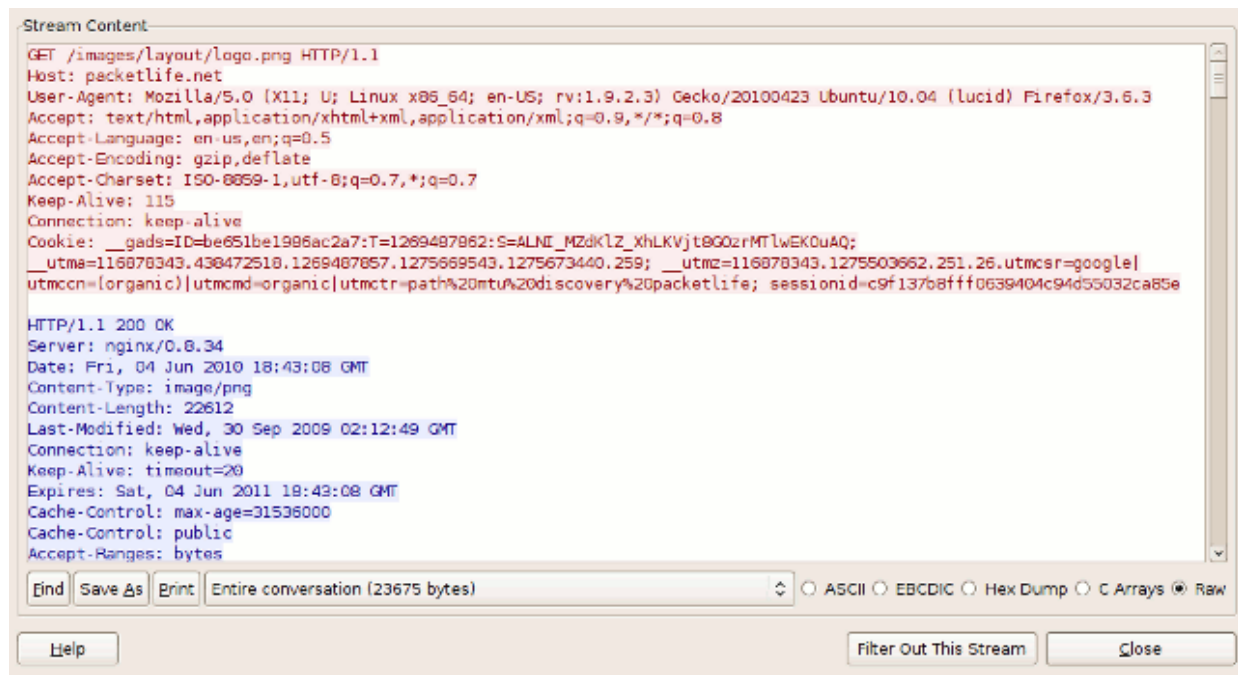 Stream Content
GET /images/layout/logo.png HTTP/1.1
Host: packetlife.net
User-Agent: Mozilla/5.0 (X11; U; Linux x86_64; en-US; rv:1.9.2.3) Gecko/20100423 Ubuntu/10.04 (lucid) Firefox/3.6.3
Accept: text/html,application/xhtml+xml,application/xml;q=0.9,*/*;q=0.8
Accept-Language: en-us,en;q=0.5
Accept-Encoding: gzip,deflate
Accept-Charset: ISO-8859-1,utf-8;q=0.7,*;q=0.7
Keep-Alive: 115
Connection: keep-alive
Cookie: __gads=ID=be651be1986ac2a7:T=1269487862:S=ALNI_MZdKlZ_XhLKVjt8GOzrMTlwEKOuAQ;
__utma=116878343.438472518.1269487857.1275669543.1275673440.259; __utmz=116878343.1275503662.251.26.utmcsr=google|
utmccn=(organic)|utmcmd=organic|utmctr=path%20mtu%20discovery%20packetlife; sessionid=c9f137b8fff0639404c94d55032ca85e
HTTP/1.1 200 OK
Server: nginx/0.8.34
Date: Fri, 04 Jun 2010 18:43:08 GMT
Content-Type: image/png
Content-Length: 22612
Last-Modified: Wed, 30 Sep 2009 02:12:49 GMT
Connection: keep-alive
Keep-Alive: timeout=20
Expires: Sat, 04 Jun 2011 18:43:08 GMT
Cache-Control: max-age=31536000
Cache-Control: public
Accept-Ranges: bytes
Find Save As Print Entire conversation (23675 bytes) ASCII EBCDIC Hex Dump C Arrays Raw
Help Filter Out This Stream Close